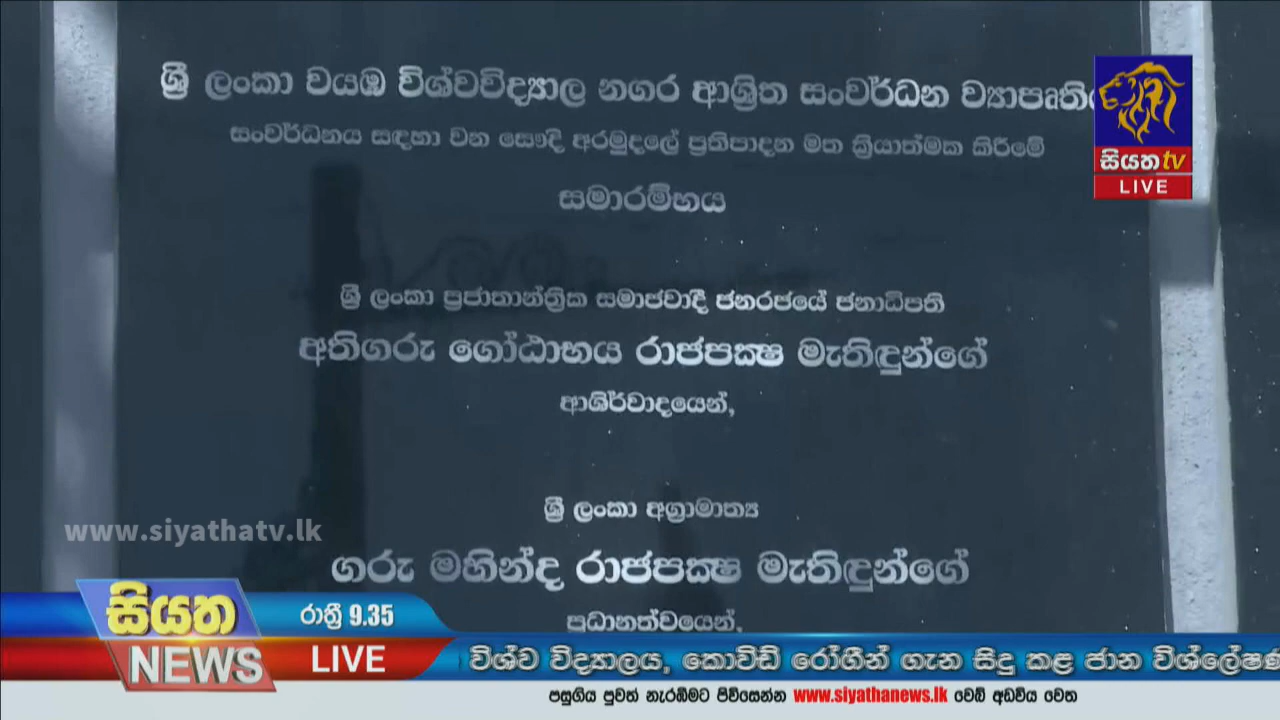 ශ්‍රී ලංකා වයඹ විශ්වවිද්‍යාල නගර ආශ්‍රිත සංවර්ධන
සංවර්ධනය සඳහා වන සෞදි අරමුදලේ ප්‍රතිපාදන මත ක්‍රියාත්මක කිරීමේ
සමාරම්භය
ශ්‍රී ලංකා ප්‍රජාතාන්ත්‍රික සමාජවාදී ජනරජයේ ජනාධිපති
අතිගරු ගෝඨාභය රාජපක්‍ෂ මැතිඳුන්ගේ
ආශිර්වාදයෙන්,
ශ්‍රී ලංකා අග්‍රාමාත්‍ය
ගරු මහින්ද රාජපක්‍ෂ මැතිඳුන්ගේ
ප්‍රධානත්වයෙන්,
සියත tv
LIVE
www.siyathatv.lk
සියත
NEWS
රාත්‍රී 9.35
LIVE
විශ්ව විද්‍යාලය, කොවිඩ් රෝගීන් ගැන සිදු කළ ජාන
පසුගිය පුවත් නැරඹීමට පිවිසෙන්න www.siyathanews.lk වෙබ් අඩවිය වෙත